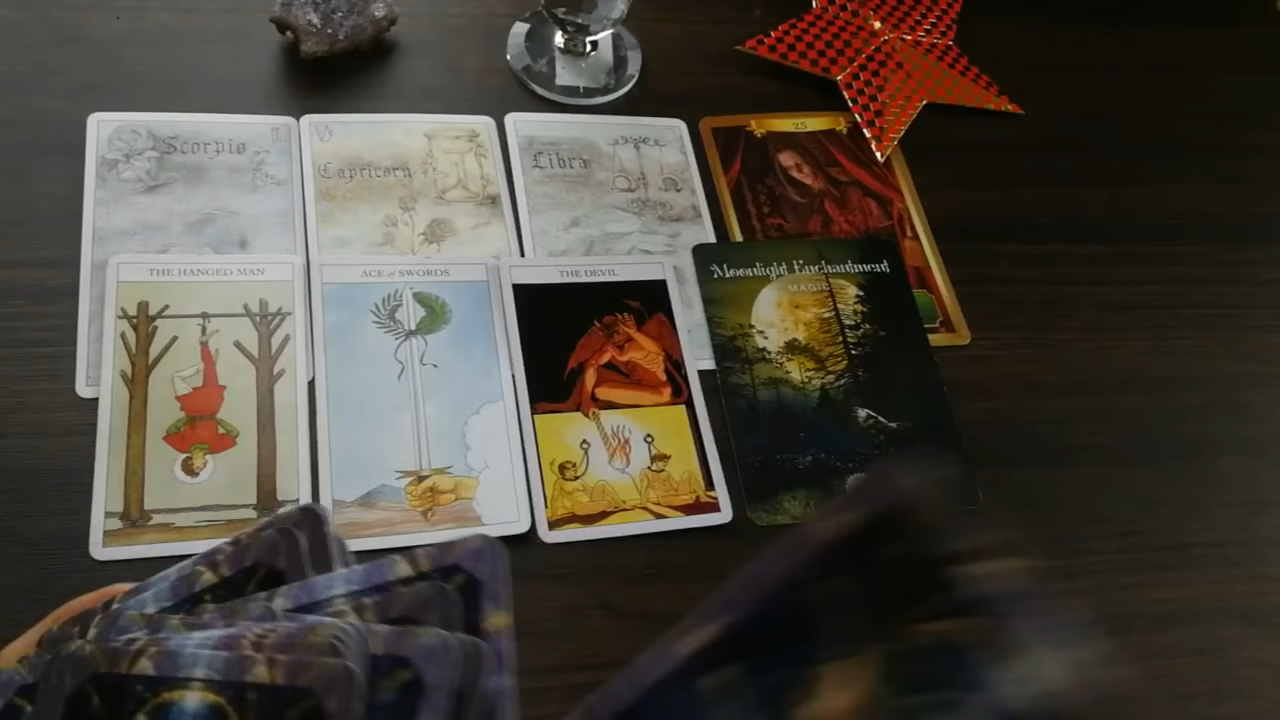 Scorpio
Capricorn
Libra
25
THE HANGED MAN
ACE of SWORDS
THE DEVIL
Moonlight Enchantment
MAGIC